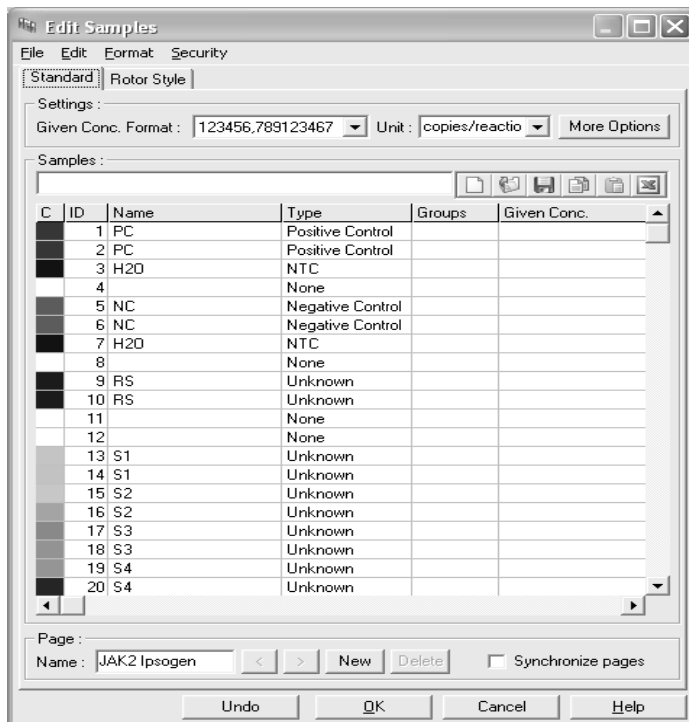 Edit Samples
File Edit Format Security
Standard Rotor Style
Settings :
Given Conc. Format : 123456,789123467 Unit : copies/reactio More Options
Samples :
C ID Name Type Groups Given Conc.
1 PC Positive Control
2 PC Positive Control
3 H2O NTC
4 None
5 NC Negative Control
6 NC Negative Control
7 H2O NTC
8 None
9 RS Unknown
10 RS Unknown
11 None
12 None
13 S1 Unknown
14 S1 Unknown
15 S2 Unknown
16 S2 Unknown
17 S3 Unknown
18 S3 Unknown
19 S4 Unknown
20 S4 Unknown
Page :
Name : JAK2 Ipsogen < > New Delete Synchronize pages
Undo OK Cancel Help